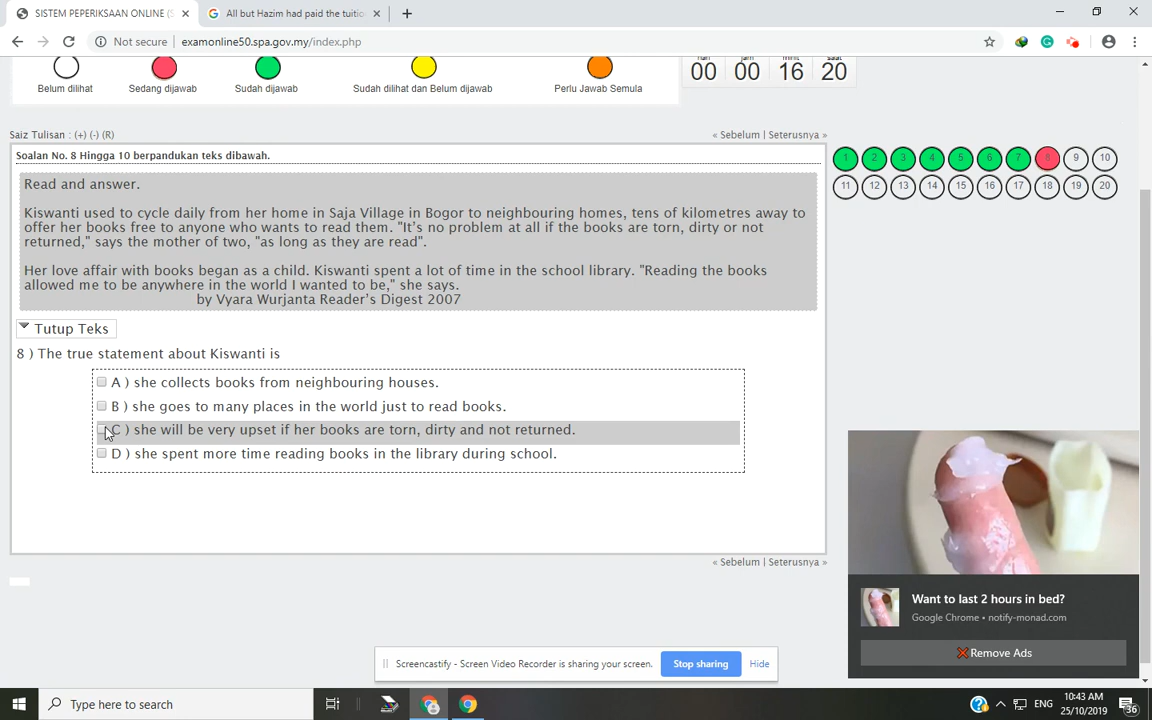 SISTEM PEPERIKSAAN ONLINE (S
All but Hazim had paid the tuitio
Not secure | examonline50.spa.gov.my/index.php
Belum dilihat
Sedang dijawab
Sudah dijawab
Sudah dilihat dan Belum dijawab
Perlu Jawab Semula
00 00 16 20
Saiz Tulisan : (+) (-) (R)
« Sebelum | Seterusnya »
Soalan No. 8 Hingga 10 berpandukan teks dibawah.
Read and answer.
Kiswanti used to cycle daily from her home in Saja Village in Bogor to neighbouring homes, tens of kilometres away to
offer her books free to anyone who wants to read them. "It's no problem at all if the books are torn, dirty or not
returned," says the mother of two, "as long as they are read".
Her love affair with books began as a child. Kiswanti spent a lot of time in the school library. "Reading the books
allowed me to be anywhere in the world I wanted to be," she says.
by Vyara Wurjanta Reader's Digest 2007
Tutup Teks
8 ) The true statement about Kiswanti is
A ) she collects books from neighbouring houses.
B ) she goes to many places in the world just to read books.
C ) she will be very upset if her books are torn, dirty and not returned.
D ) she spent more time reading books in the library during school.
« Sebelum | Seterusnya »
1 2 3 4 5 6 7 8 9 10
11 12 13 14 15 16 17 18 19 20
Want to last 2 hours in bed?
Google Chrome • notify-monad.com
Remove Ads
Screencastify - Screen Video Recorder is sharing your screen.
Stop sharing
Hide
Type here to search
ENG
10:43 AM
25/10/2019
36